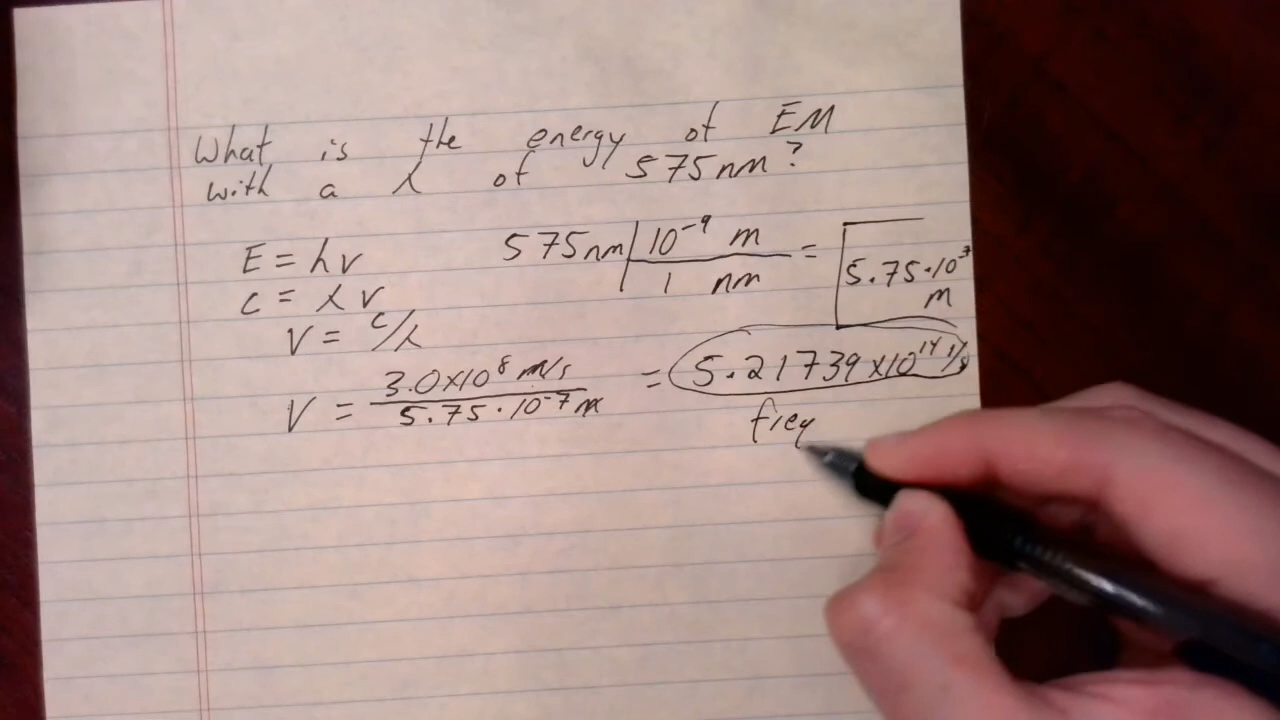 What is the energy of EM
with a λ of 575nm?
E = hν
575nm | 10⁻⁹ m / 1 nm = 5.75·10⁻⁷ m
c = λν
ν = c/λ
ν = 3.0x10⁸ m/s / 5.75·10⁻⁷ m = 5.21739x10¹⁴ 1/s
freq